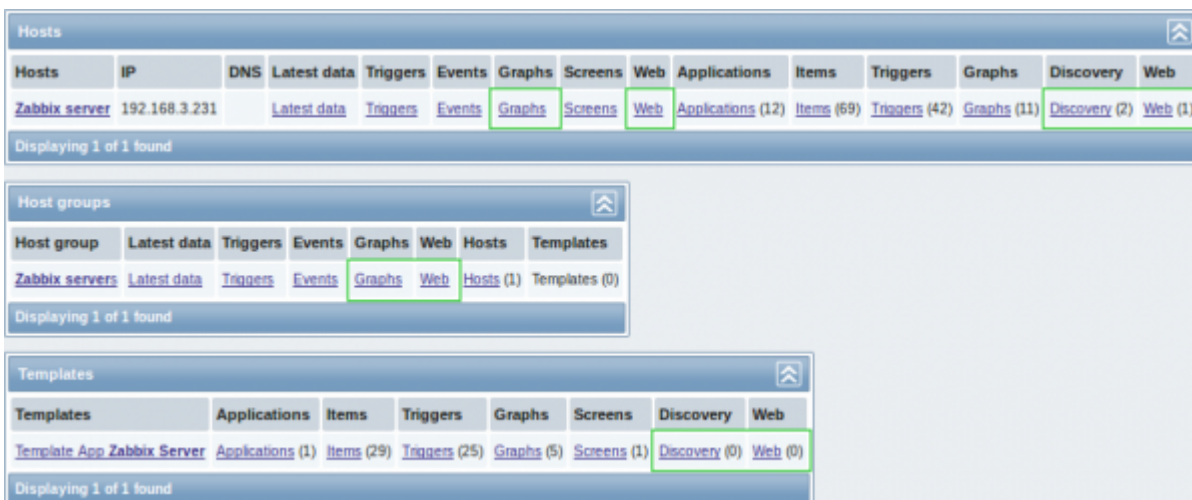 Hosts
Hosts IP DNS Latest data Triggers Events Graphs Screens Web Applications Items Triggers Graphs Discovery Web
Zabbix server 192.168.3.231 Latest data Triggers Events Graphs Screens Web Applications (12) Items (69) Triggers (42) Graphs (11) Discovery (2) Web (1)
Displaying 1 of 1 found
Host groups
Host group Latest data Triggers Events Graphs Web Hosts Templates
Zabbix servers Latest data Triggers Events Graphs Web Hosts (1) Templates (0)
Displaying 1 of 1 found
Templates
Templates Applications Items Triggers Graphs Screens Discovery Web
Template App Zabbix Server Applications (1) Items (29) Triggers (25) Graphs (5) Screens (1) Discovery (0) Web (0)
Displaying 1 of 1 found